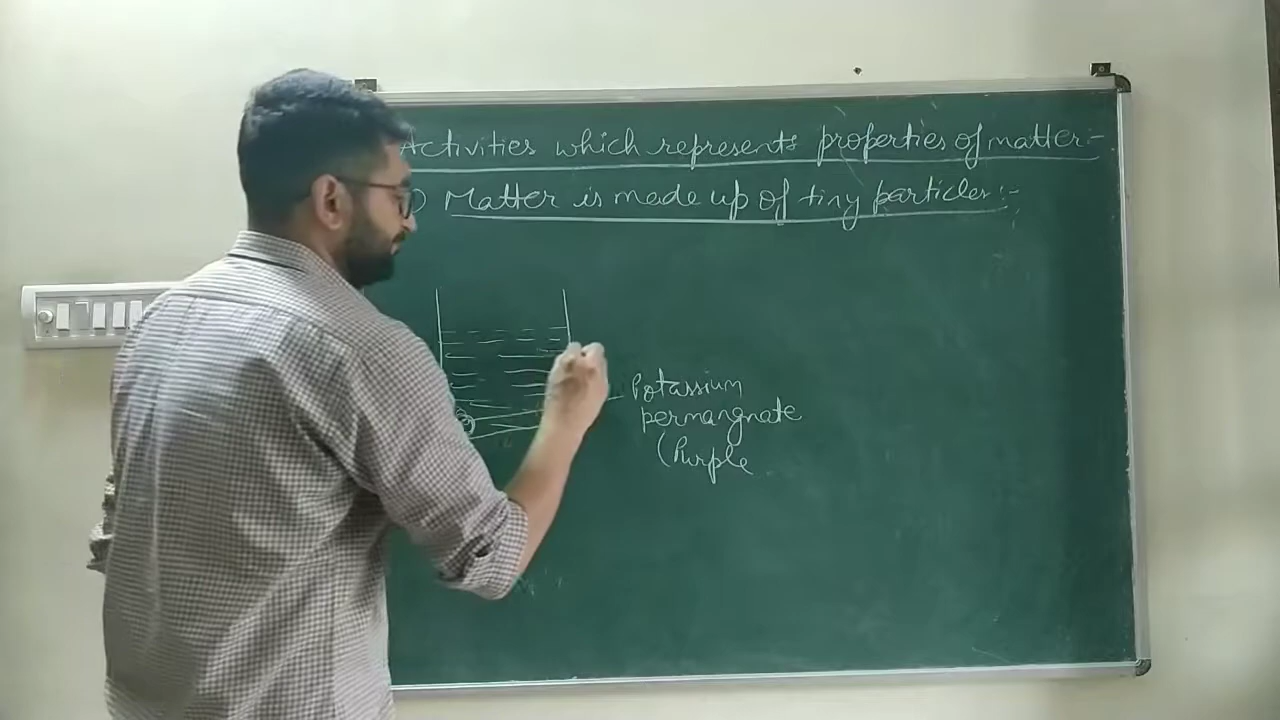 Activities which represents properties of matter:-
) Matter is made up of tiny particles:-
Potassium
permangnate
(Purple